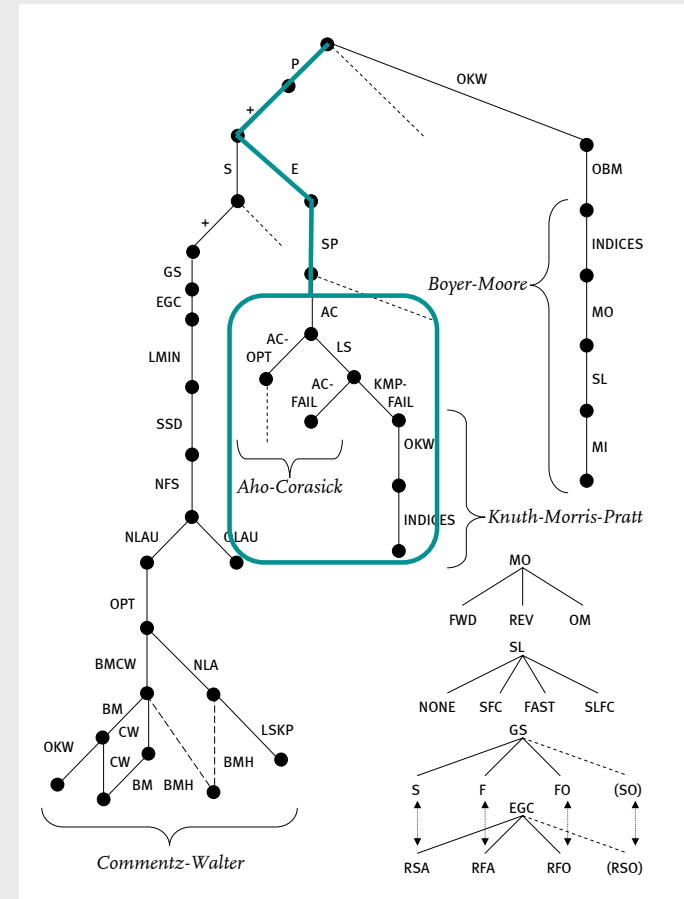 P
OKW
+
S
E
OBM
+
SP
INDICES
GS
EGC
Boyer-Moore
AC
MO
AC-
OPT
LS
LMIN
AC-
FAIL
KMP-
FAIL
SL
SSD
OKW
MI
NFS
Aho-Corasick
INDICES
Knuth-Morris-Pratt
NLAU
OLAU
MO
OPT
FWD
REV
OM
BMCW
NLA
SL
NONE
SFC
FAST
SLFC
BM
CW
LSKP
GS
OKW
CW
BM
BMH
BMH
S
F
FO
(SO)
EGC
Commentz-Walter
RSA
RFA
RFO
(RSO)